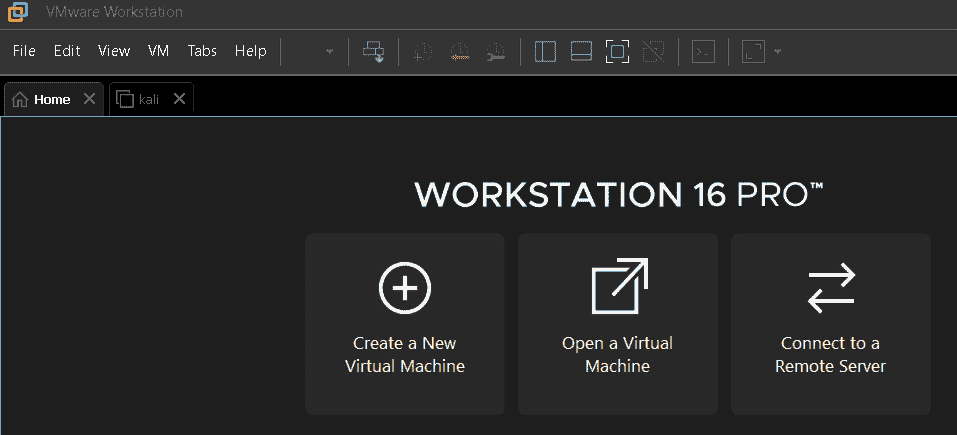 VMware Workstation
File Edit View VM Tabs Help
Home kali
WORKSTATION 16 PRO™
Create a New
Virtual Machine
Open a Virtual
Machine
Connect to a
Remote Server